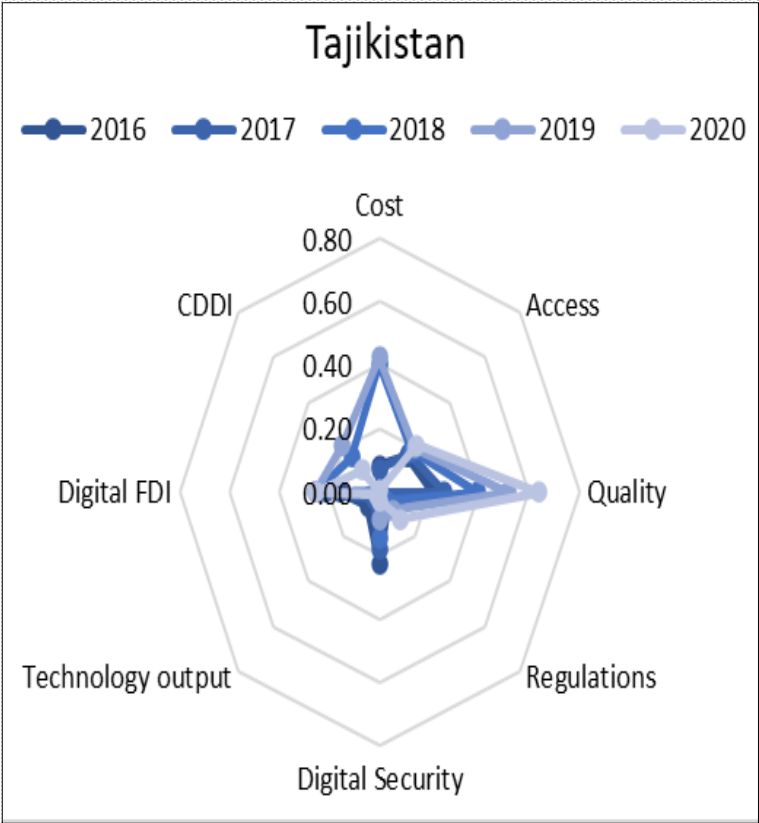 Tajikistan
2016 2017 2018 2019 2020
Cost
0.80
CDDI 0.60 Access
0.40
0.20
Digital FDI 0.00 Quality
Technology output Regulations
Digital Security